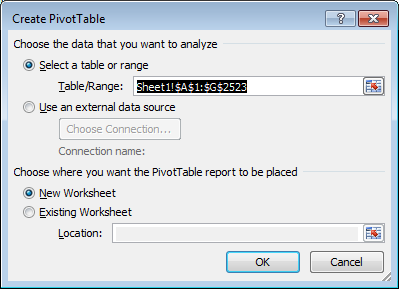 Create PivotTable
Choose the data that you want to analyze
Select a table or range
Table/Range: Sheet1!$A$1:$G$2523
Use an external data source
Choose Connection...
Connection name:
Choose where you want the PivotTable report to be placed
New Worksheet
Existing Worksheet
Location:
OK Cancel